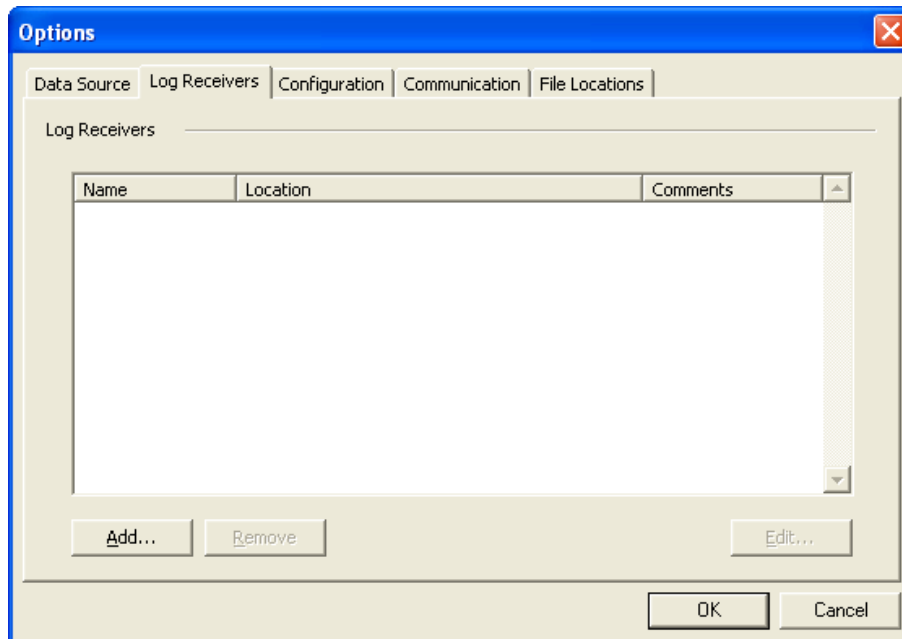 Options
Data Source Log Receivers Configuration Communication File Locations
Log Receivers
Name Location Comments
Add... Remove Edit...
OK Cancel